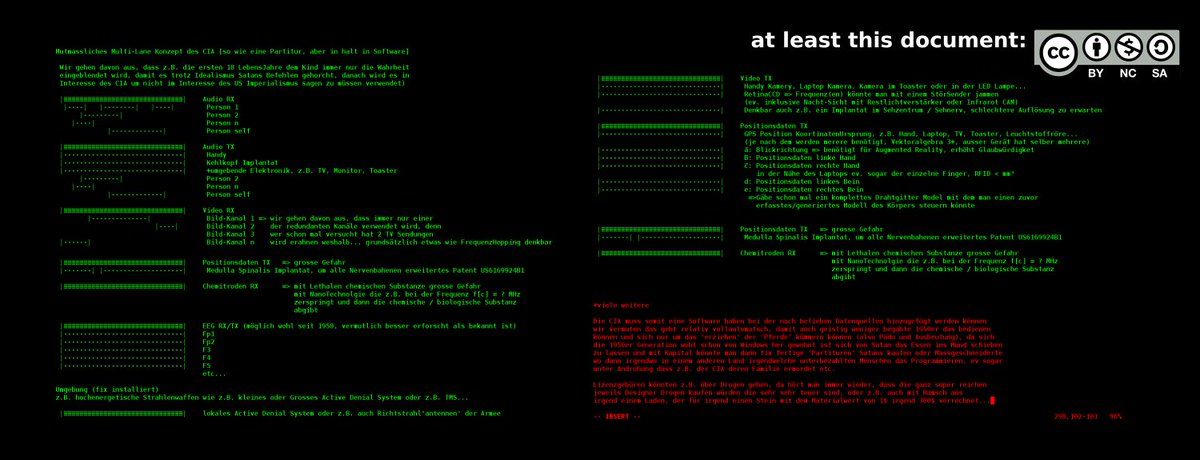 at least this document:
BY NC SA
Mutmassliches Multi-Lane Konzept des CIA [so wie eine Partitur, aber in halt in Software]
Wir gehen davon aus, dass z.B. die ersten 18 LebensJahre dem Kind immer nur die Wahrheit
eingeblendet wird, damit es trotz Idealismus Satans Befehlen gehorcht, danach wird es in
Interesse des CIA um nicht im Interesse des US Imperialismus sagen zu müssen verwendet)
Audio RX
Person 1
Person 2
Person n
Person self
Audio TX
Handy
Kehlkopf Implantat
+umgebende Elektronik, z.B. TV, Monitor, Toaster
Person 2
Person n
Person self
Video RX
Bild-Kanal 1 => wir gehen davon aus, dass immer nur einer
Bild-Kanal 2 der redundanten Kanäle verwendet wird, denn
Bild-Kanal 3 wer schon mal versucht hat 2 TV Sendungen
Bild-Kanal n wird erahnen weshalb... grundsätzlich etwas wie FrequenzHopping denkbar
Positionsdaten TX => grosse Gefahr
Medulla Spinalis Implantat, um alle Nervenbahenen erweitertes Patent US6169924B1
Chemitroden RX => mit Lethalen chemischen Substanz grosse Gefahr
mit NanoTechnolgie die z.B. bei der Frequenz f[c] = ? MHz
zerspringt und dann die chemische / biologische Substanz
abgibt
EEG RX/TX (möglich wohl seit 1950, vermutlich besser erforscht als bekannt ist)
Fp1
Fp2
F3
F4
F5
etc...
Umgebung (fix installiert)
z.B. hochenergetische Strahlenwaffen wie z.B. kleines oder Grosses Active Denial System oder z.B. TMS...
lokales Active Denial System oder z.B. auch Richtstrahl'antennen' der Armee
Video TX
Handy Kamery, Laptop Kamera, Kamera im Toaster oder in der LED Lampe...
RetinaCCD => Frequenz(en) könnte man mit einem StörSender jammen
(ev. inklusive Nacht-Sicht mit Restlichtverstärker oder Infrarot CAM)
Denkbar auch z.B. ein Implantat im Sehzentrum / Sehnerv, schlechtere Auflösung zu erwarten
Positionsdaten TX
GPS Position KoordinatenUrsprung, z.B. Hand, Laptop, TV, Toaster, Leuchtstoffröre...
(je nach dem werden merere benötigt, Vektoralgebra 3*, ausser Gerät hat selber mehrere)
a: Blickrichtung => benötigt für Augmented Reality, erhöht Glaubwürdigkeit
B: Positionsdaten linke Hand
C: Positionsdaten rechte Hand
in der Nähe des Laptops ev. sogar der einzelne Finger, RFID < mm³
d: Positionsdaten linkes Bein
e: Positionsdaten rechtes Bein
=>Gäbe schon mal ein komplettes Drahtgitter Model mit dem man einen zuvor
erfasstes/generiertes Modell des Körpers steuern könnte
Positionsdaten TX => grosse Gefahr
Medulla Spinalis Implantat, um alle Nervenbahenen erweitertes Patent US6169924B1
Chemitroden RX => mit Lethalen chemischen Substanz grosse Gefahr
mit NanoTechnolgie die z.B. bei der Frequenz f[c] = ? MHz
zerspringt und dann die chemische / biologische Substanz
abgibt
+viele weitere
Die CIA muss somit eine Software haben bei der nach belieben Datenquellen hinzugefügt werden können
wir vermuten das geht relativ vollautomatisch, damit auch geistig weniger begabte 1950er das bedienen
können und sich nur um das 'erziehen' der 'Pferde' kümmern können (also Pädo und Ausbeutung), da sich
die 1950er Generation wohl schon von Windows her gewohnt ist sich von Satan das Essen ins Maul schieben
zu lassen und mit Kapital könnte man dann fix fertige 'Partituren' Satans kaufen oder Massgeschneiderte
wo dann irgendwo in einem anderen Land irgendwelche unterbezahlten Menschen das Programmieren, ev sogar
unter Androhung dass z.B. der CIA deren Familie ermordet etc.
Lizenzgebüren könnten z.B. über Drogen gehen, da hört man immer wieder, dass die ganz super reichen
jeweils Designer Drogen kaufen würden die sehr sehr teuer sind, oder z.B. auch mit Ramsch aus
irgend einem Laden, der für irgend einen Stein mit dem Materialwert von 1$ irgend 100$ verrechnet...
-- INSERT --
96%